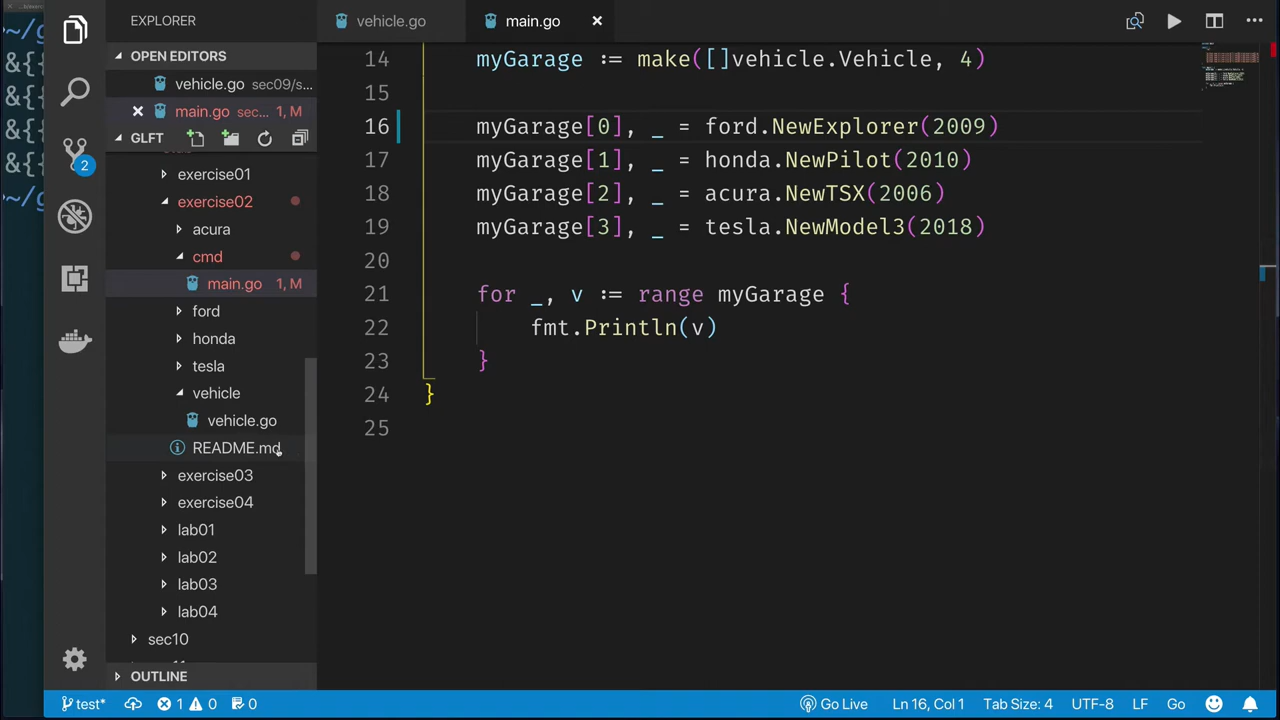 EXPLORER
OPEN EDITORS
vehicle.go sec09/s...
main.go sec... 1, M
GLFT
exercise01
exercise02
acura
cmd
main.go 1, M
ford
honda
tesla
vehicle
vehicle.go
README.md
exercise03
exercise04
lab01
lab02
lab03
lab04
sec10
OUTLINE
2
~/g
&{{
&{{
&{{
&{{
~/g
vehicle.go
main.go
14 myGarage := make([]vehicle.Vehicle, 4)
15
16 myGarage[0], _ = ford.NewExplorer(2009)
17 myGarage[1], _ = honda.NewPilot(2010)
18 myGarage[2], _ = acura.NewTSX(2006)
19 myGarage[3], _ = tesla.NewModel3(2018)
20
21 for _, v := range myGarage {
22 fmt.Println(v)
23 }
24 }
25
test* 1 0 0 Go Live Ln 16, Col 1 Tab Size: 4 UTF-8 LF Go